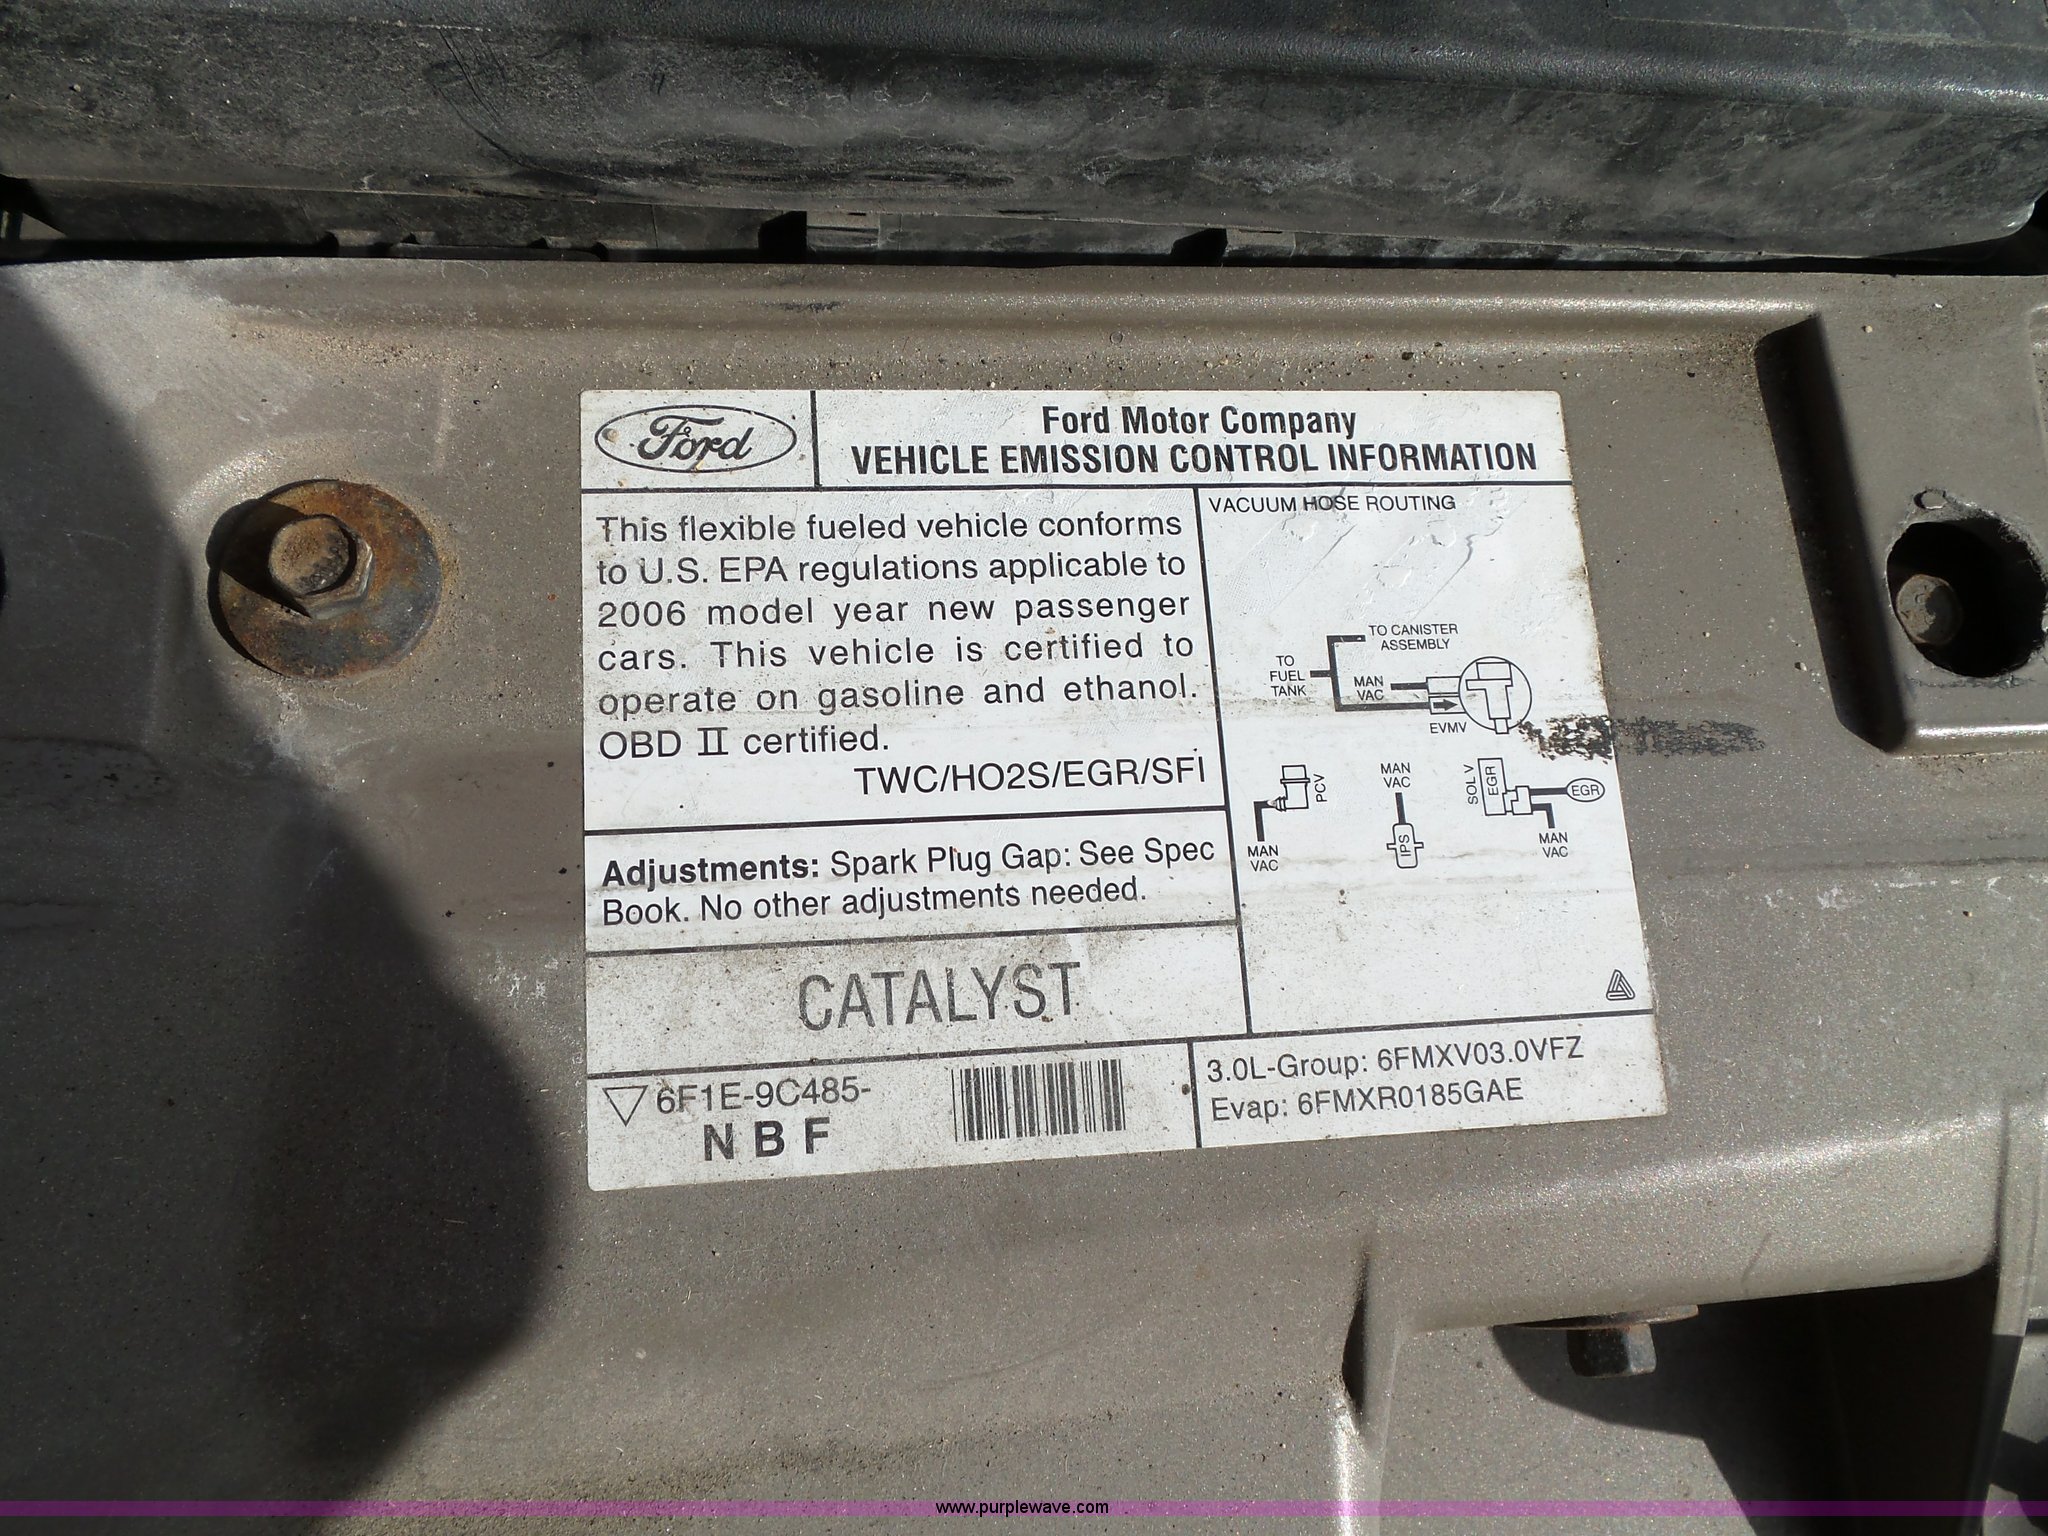 Ford
Ford Motor Company
VEHICLE EMISSION CONTROL INFORMATION
This flexible fueled vehicle conforms
to U.S. EPA regulations applicable to
2006 model year new passenger
cars. This vehicle is certified to
operate on gasoline and ethanol.
OBD II certified.
TWC/HO2S/EGR/SFI
Adjustments: Spark Plug Gap: See Spec
Book. No other adjustments needed.
CATALYST
6F1E-9C485-
N B F
VACUUM HOSE ROUTING
TO CANISTER
ASSEMBLY
TO
FUEL
TANK
MAN
VAC
EVMV
PCV
MAN
VAC
MAN
VAC
IPS
SOL V
EGR
EGR
MAN
VAC
3.0L-Group: 6FMXV03.0VFZ
Evap: 6FMXR0185GAE
www.purplewave.com